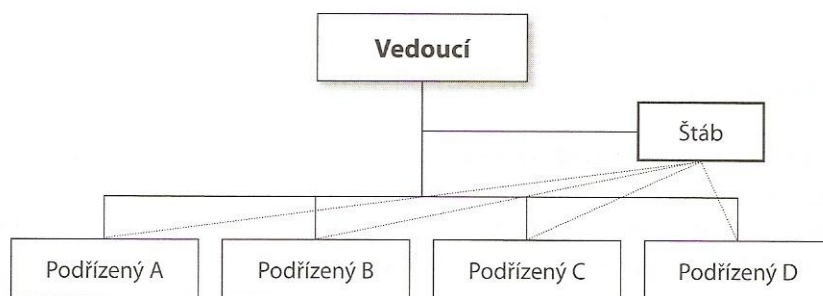 Vedoucí
Štáb
Podřízený A
Podřízený B
Podřízený C
Podřízený D